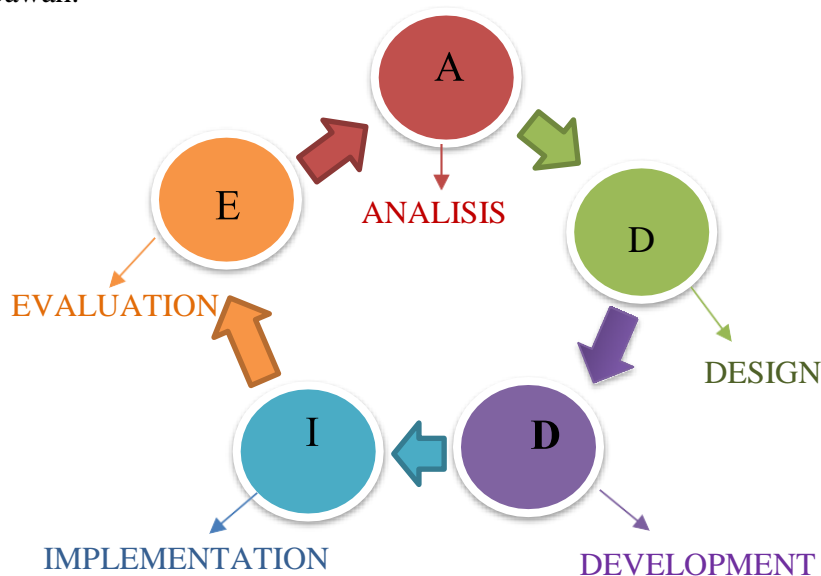 A
ANALISIS
D
DESIGN
D
DEVELOPMENT
I
IMPLEMENTATION
E
EVALUATION